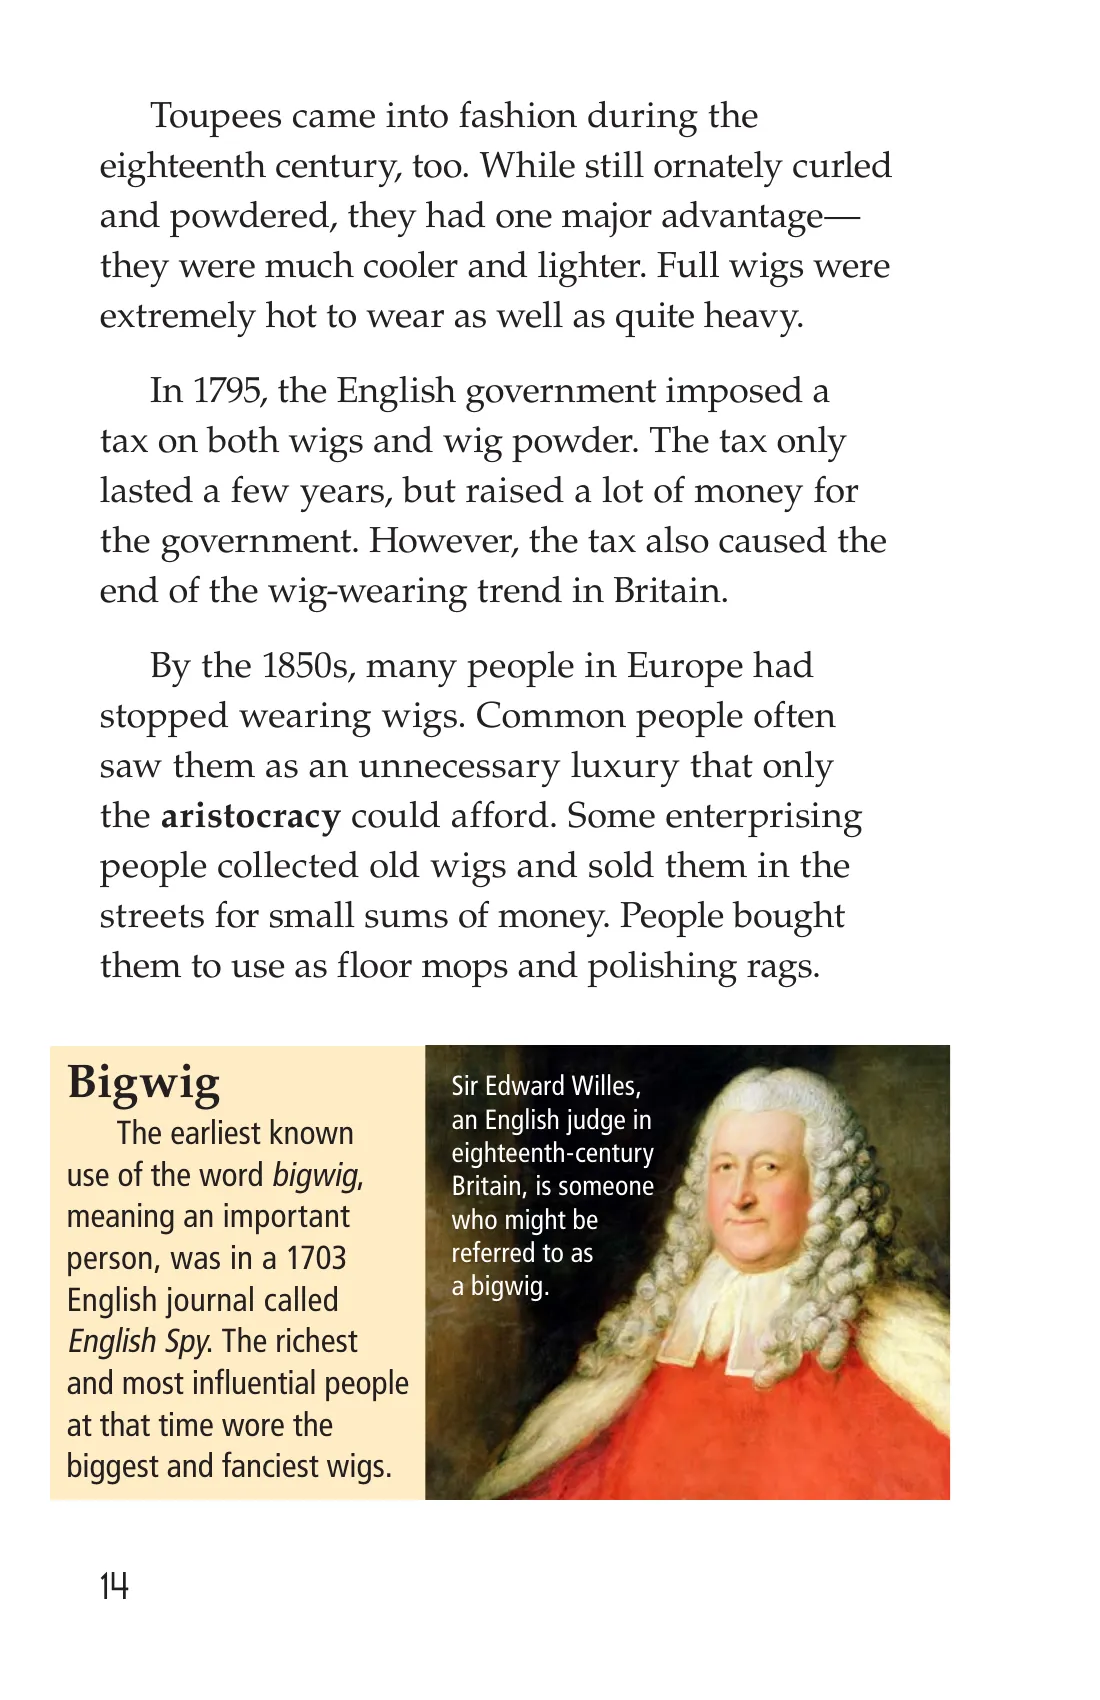 Toupees came into fashion during the
eighteenth century, too. While still ornately curled
and powdered, they had one major advantage—
they were much cooler and lighter. Full wigs were
extremely hot to wear as well as quite heavy.
In 1795, the English government imposed a
tax on both wigs and wig powder. The tax only
lasted a few years, but raised a lot of money for
the government. However, the tax also caused the
end of the wig-wearing trend in Britain.
By the 1850s, many people in Europe had
stopped wearing wigs. Common people often
saw them as an unnecessary luxury that only
the aristocracy could afford. Some enterprising
people collected old wigs and sold them in the
streets for small sums of money. People bought
them to use as floor mops and polishing rags.
Bigwig
The earliest known
use of the word bigwig,
meaning an important
person, was in a 1703
English journal called
English Spy. The richest
and most influential people
at that time wore the
biggest and fanciest wigs.
Sir Edward Willes,
an English judge in
eighteenth-century
Britain, is someone
who might be
referred to as
a bigwig.
14